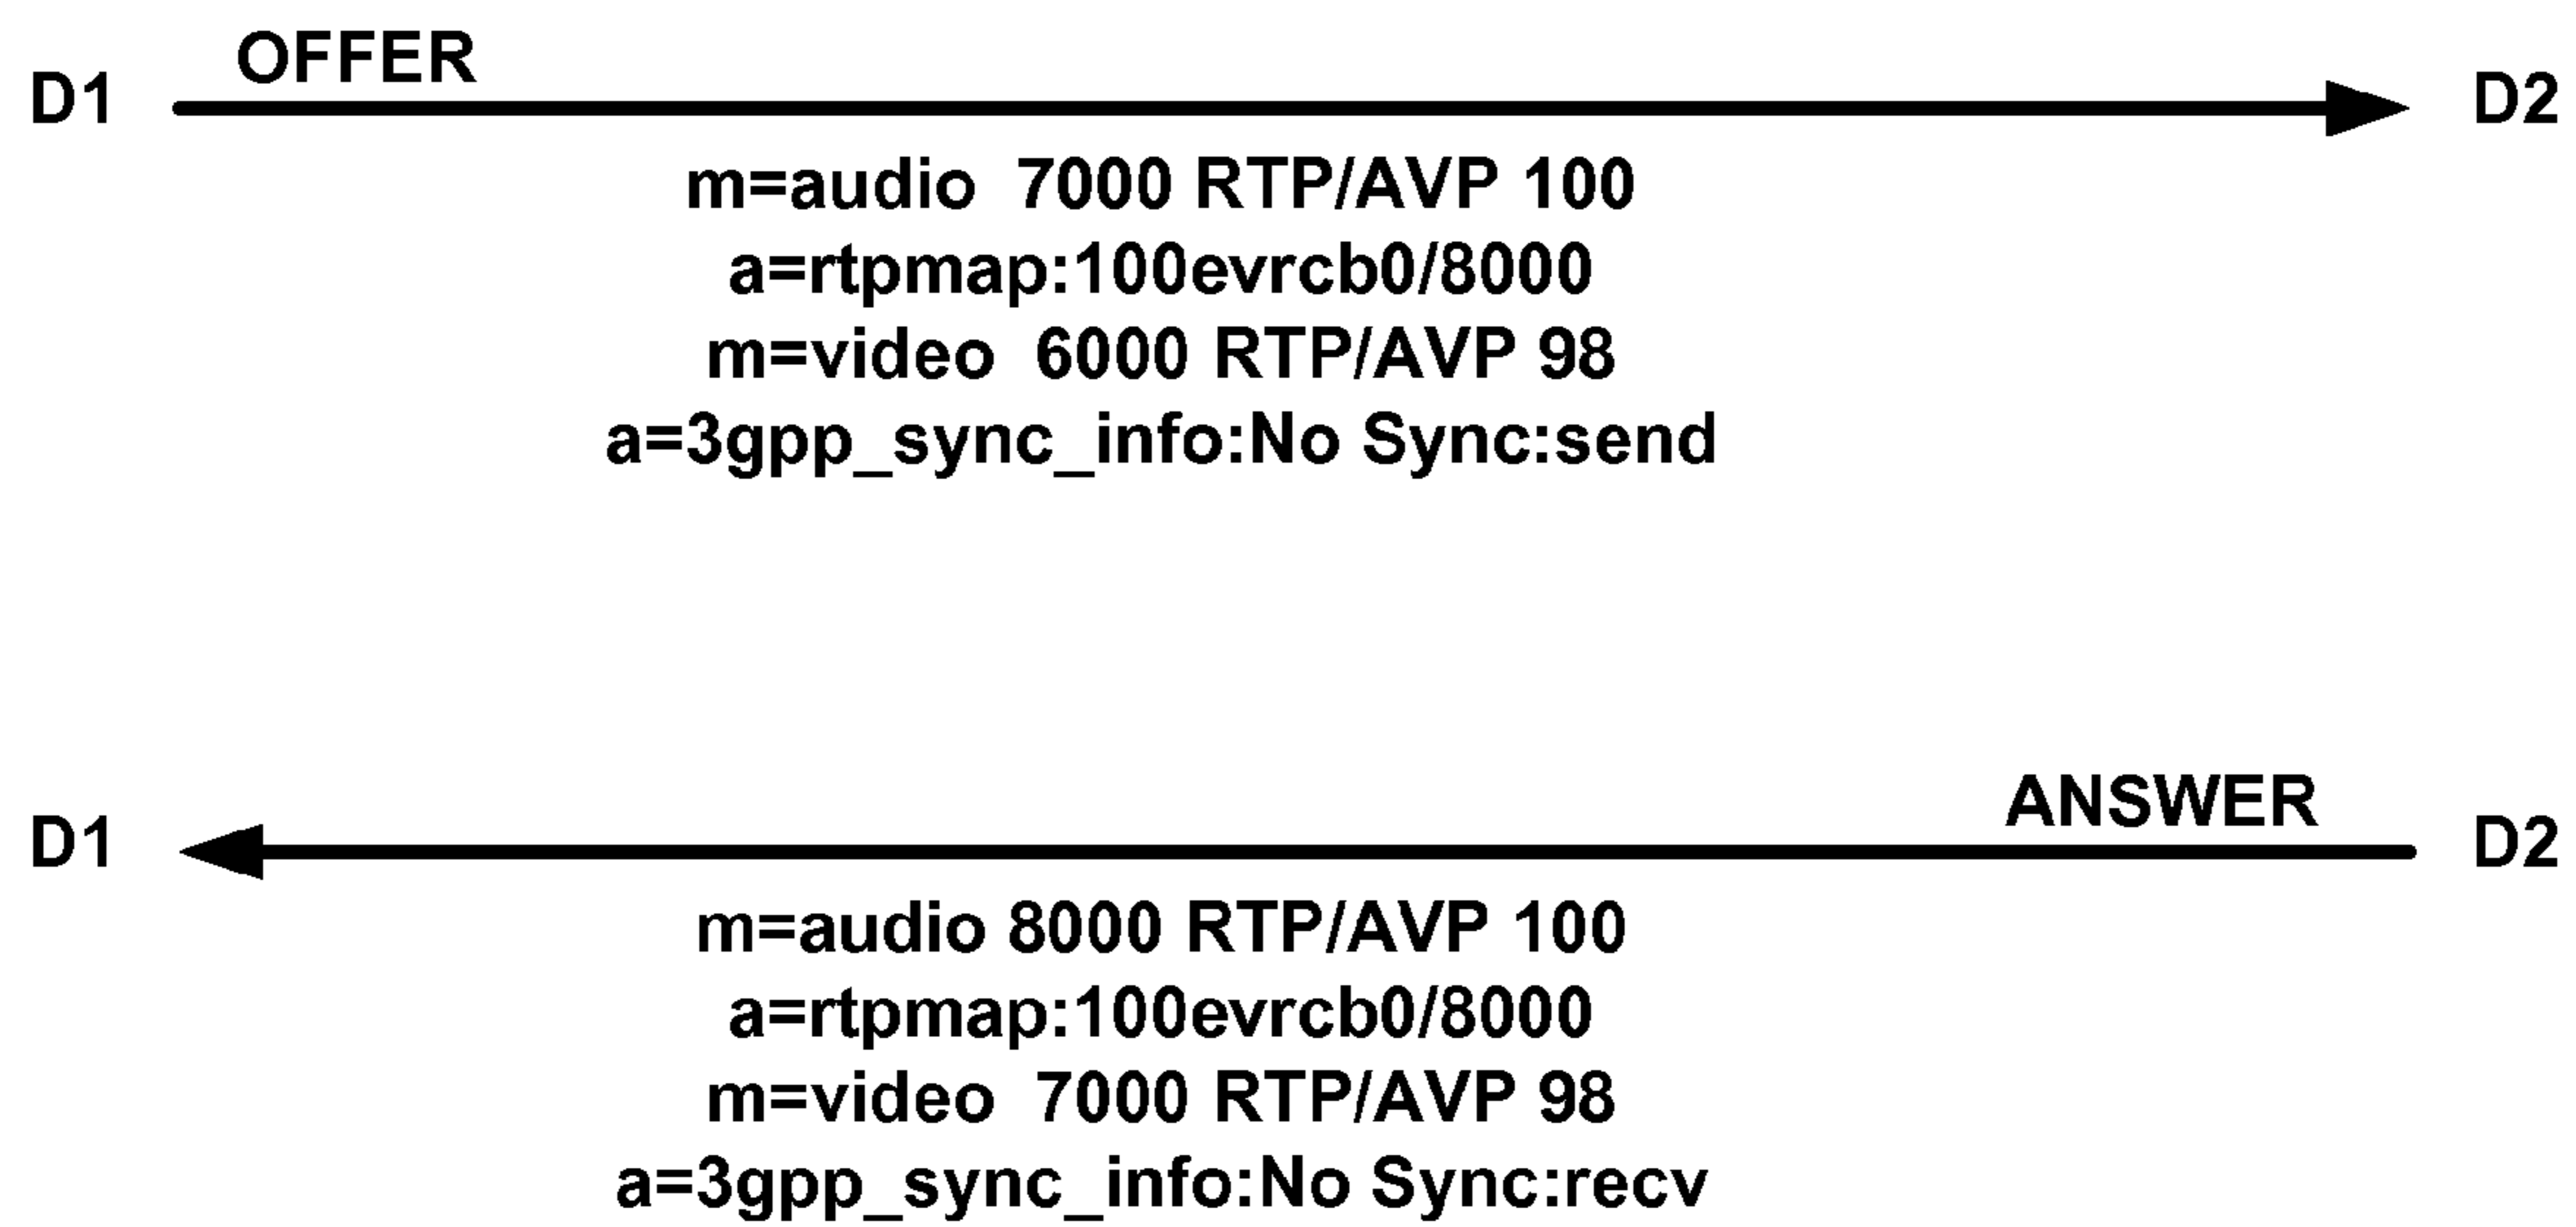 OFFER
D1 D2
m=audio 7000 RTP/AVP 100
a=rtpmap:100evrcb0/8000
m=video 6000 RTP/AVP 98
a=3gpp_sync_info:No Sync:send
ANSWER
D1 D2
m=audio 8000 RTP/AVP 100
a=rtpmap:100evrcb0/8000
m=video 7000 RTP/AVP 98
a=3gpp_sync_info:No Sync:recv